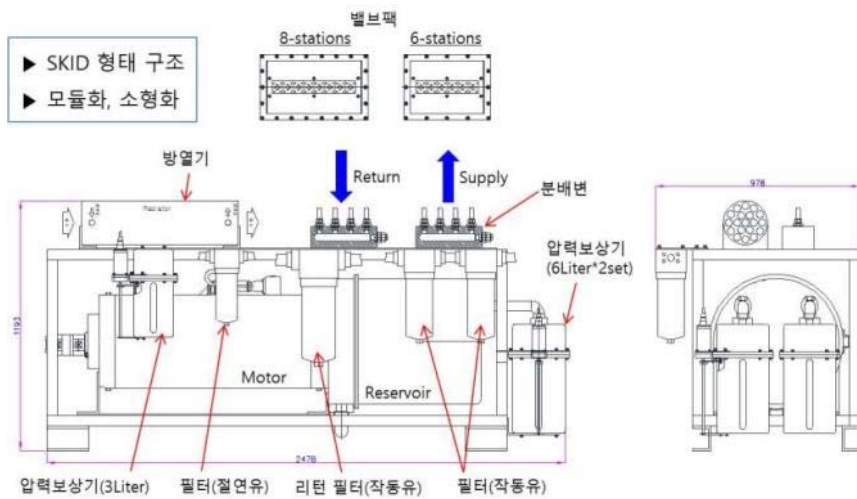 밸브팩
8-stations
6-stations
▶ SKID 형태 구조
▶ 모듈화, 소형화
방열기
Return
Supply
분배변
Radiator
978
압력보상기
(6Liter*2set)
1193
Motor
Reservoir
2478
압력보상기(3Liter)
필터(절연유)
리턴 필터(작동유)
필터(작동유)